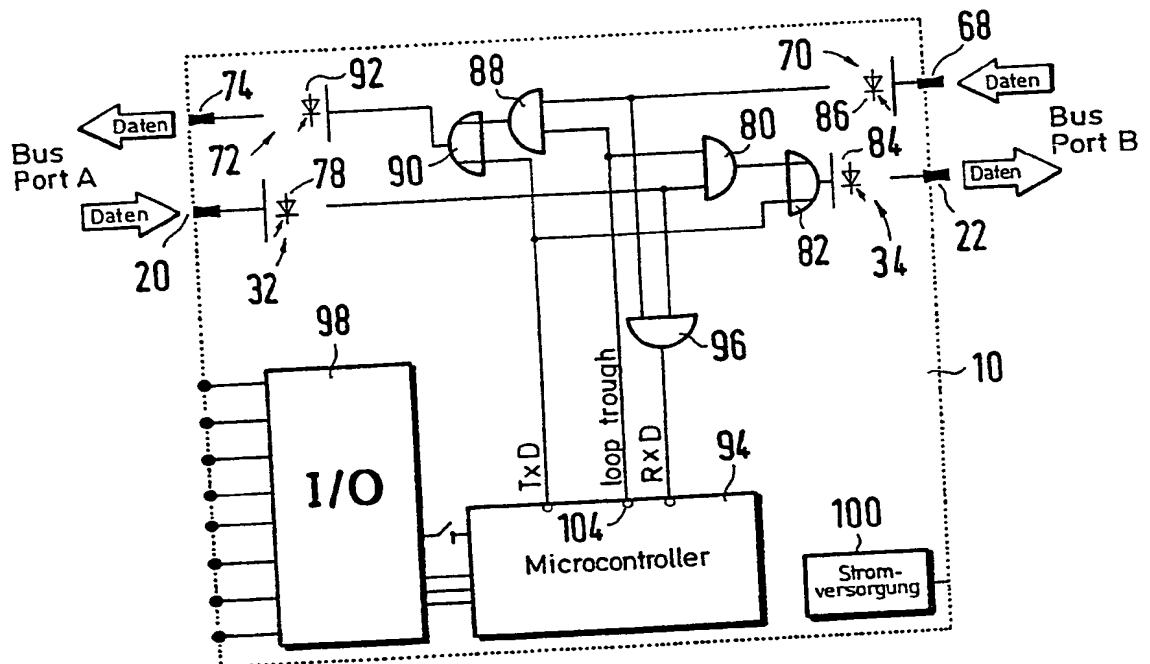 68
70
92
88
74
Daten
Daten
86
Bus
Port B
80
84
Bus
Port A
72
90
78
Daten
Daten
20
32
82
34
22
98
96
10
I/O
TxD
loop trough
RxD
94
104
Microcontroller
100
Strom-
versorgung